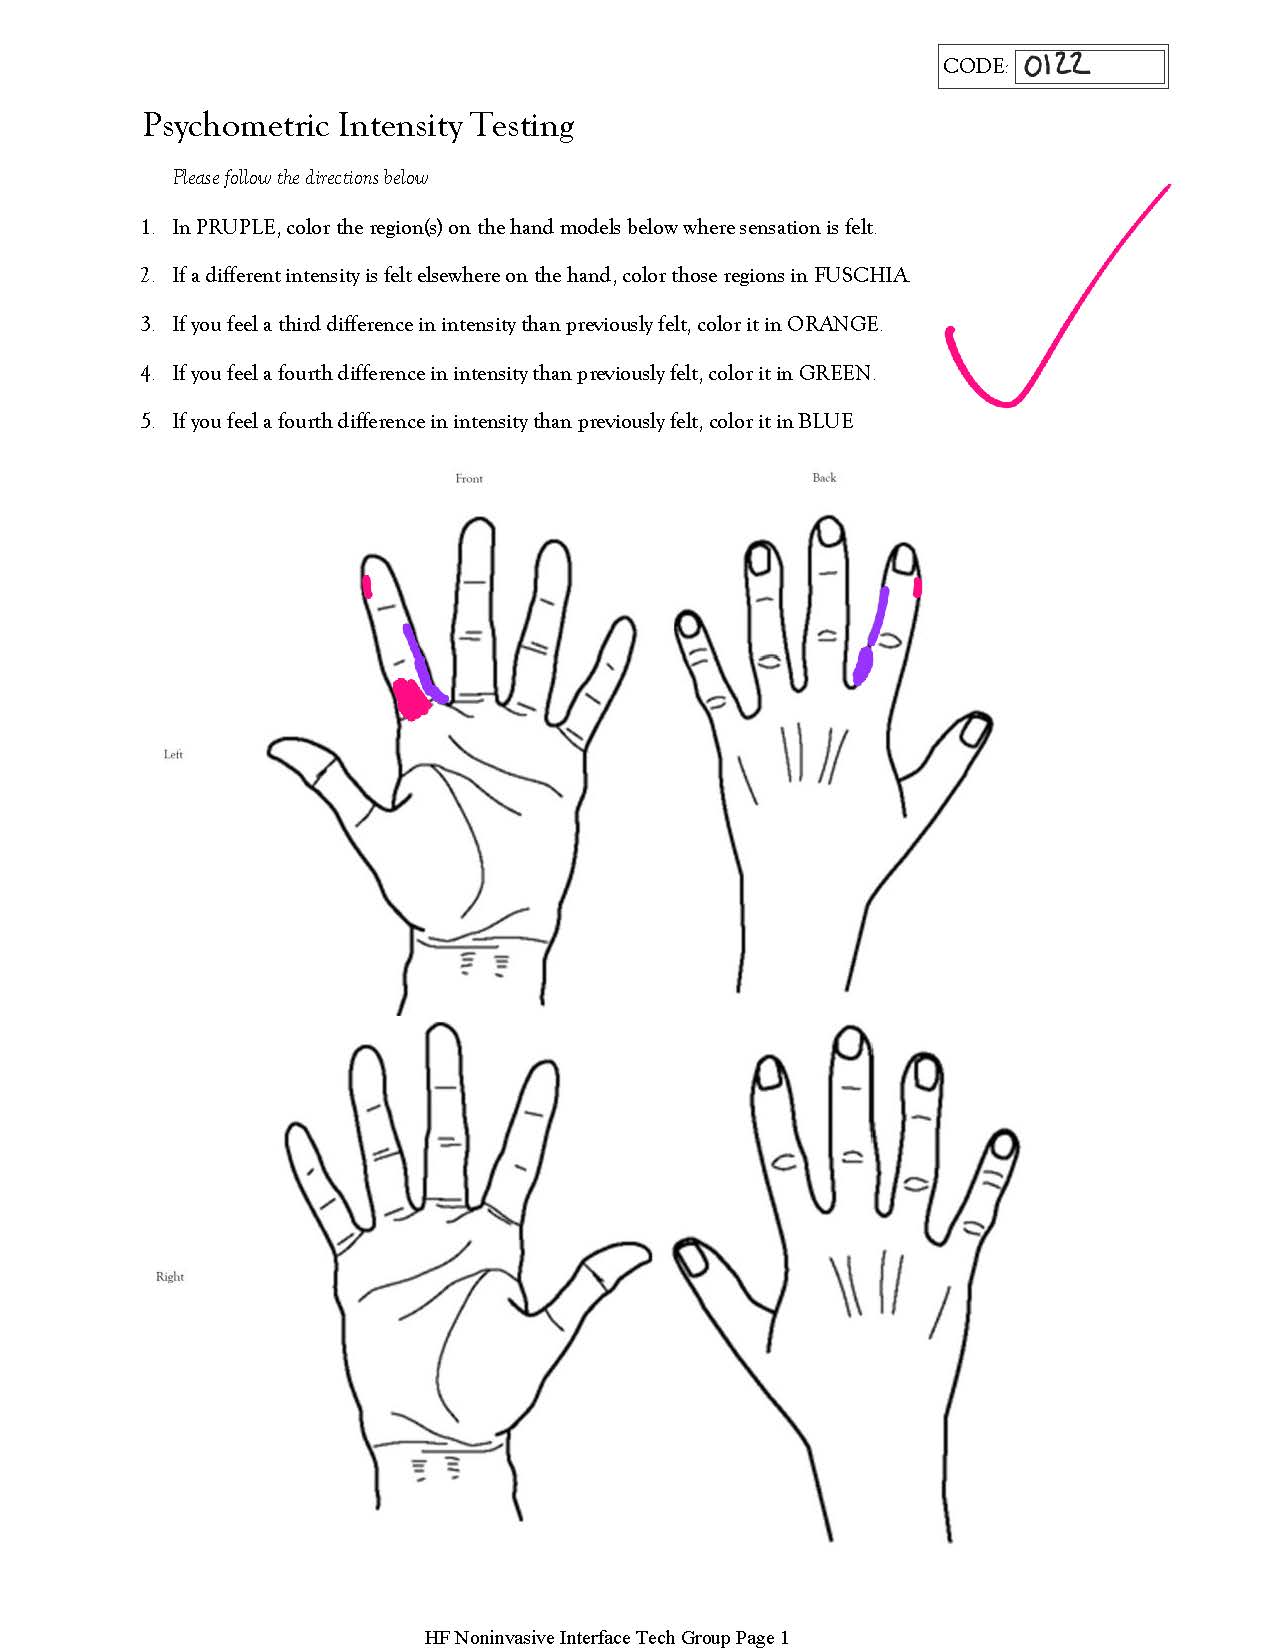 CODE: 0122
Psychometric Intensity Testing
Please follow the directions below
1. In PRUPLE, color the region(s) on the hand models below where sensation is felt.
2. If a different intensity is felt elsewhere on the hand, color those regions in FUSCHIA.
3. If you feel a third difference in intensity than previously felt, color it in ORANGE.
4. If you feel a fourth difference in intensity than previously felt, color it in GREEN.
5. If you feel a fourth difference in intensity than previously felt, color it in BLUE
Front
Back
Left
Right
HF Noninvasive Interface Tech Group Page 1